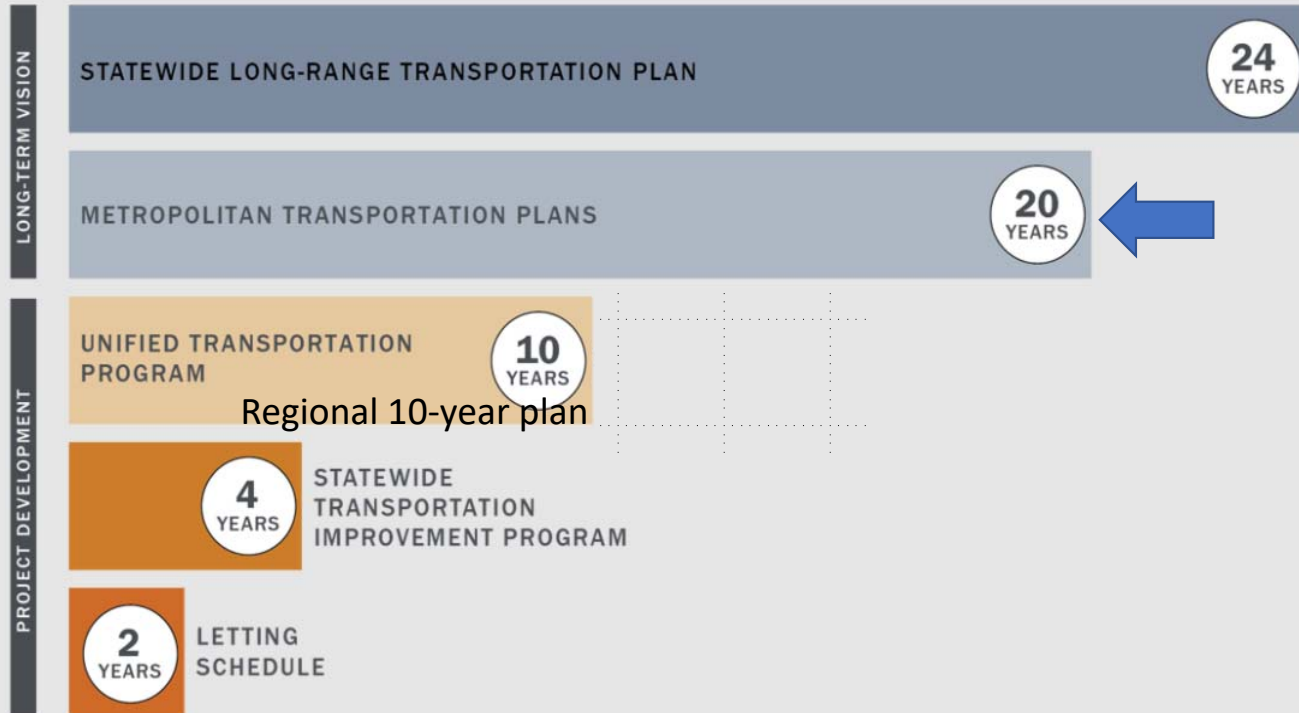 LONG-TERM VISION
STATEWIDE LONG-RANGE TRANSPORTATION PLAN
24
YEARS
METROPOLITAN TRANSPORTATION PLANS
20
YEARS
PROJECT DEVELOPMENT
UNIFIED TRANSPORTATION
PROGRAM
10
YEARS
Regional 10-year plan
4
YEARS
STATEWIDE
TRANSPORTATION
IMPROVEMENT PROGRAM
2
YEARS
LETTING
SCHEDULE